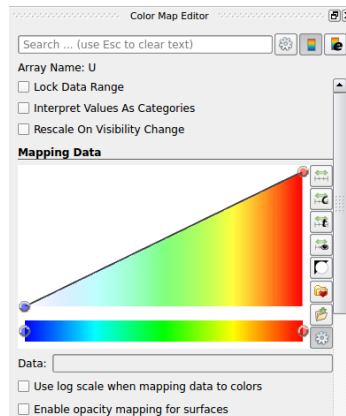 Color Map Editor
Search ... (use Esc to clear text)
Array Name: U
Lock Data Range
Interpret Values As Categories
Rescale On Visibility Change
Mapping Data
Data:
Use log scale when mapping data to colors
Enable opacity mapping for surfaces